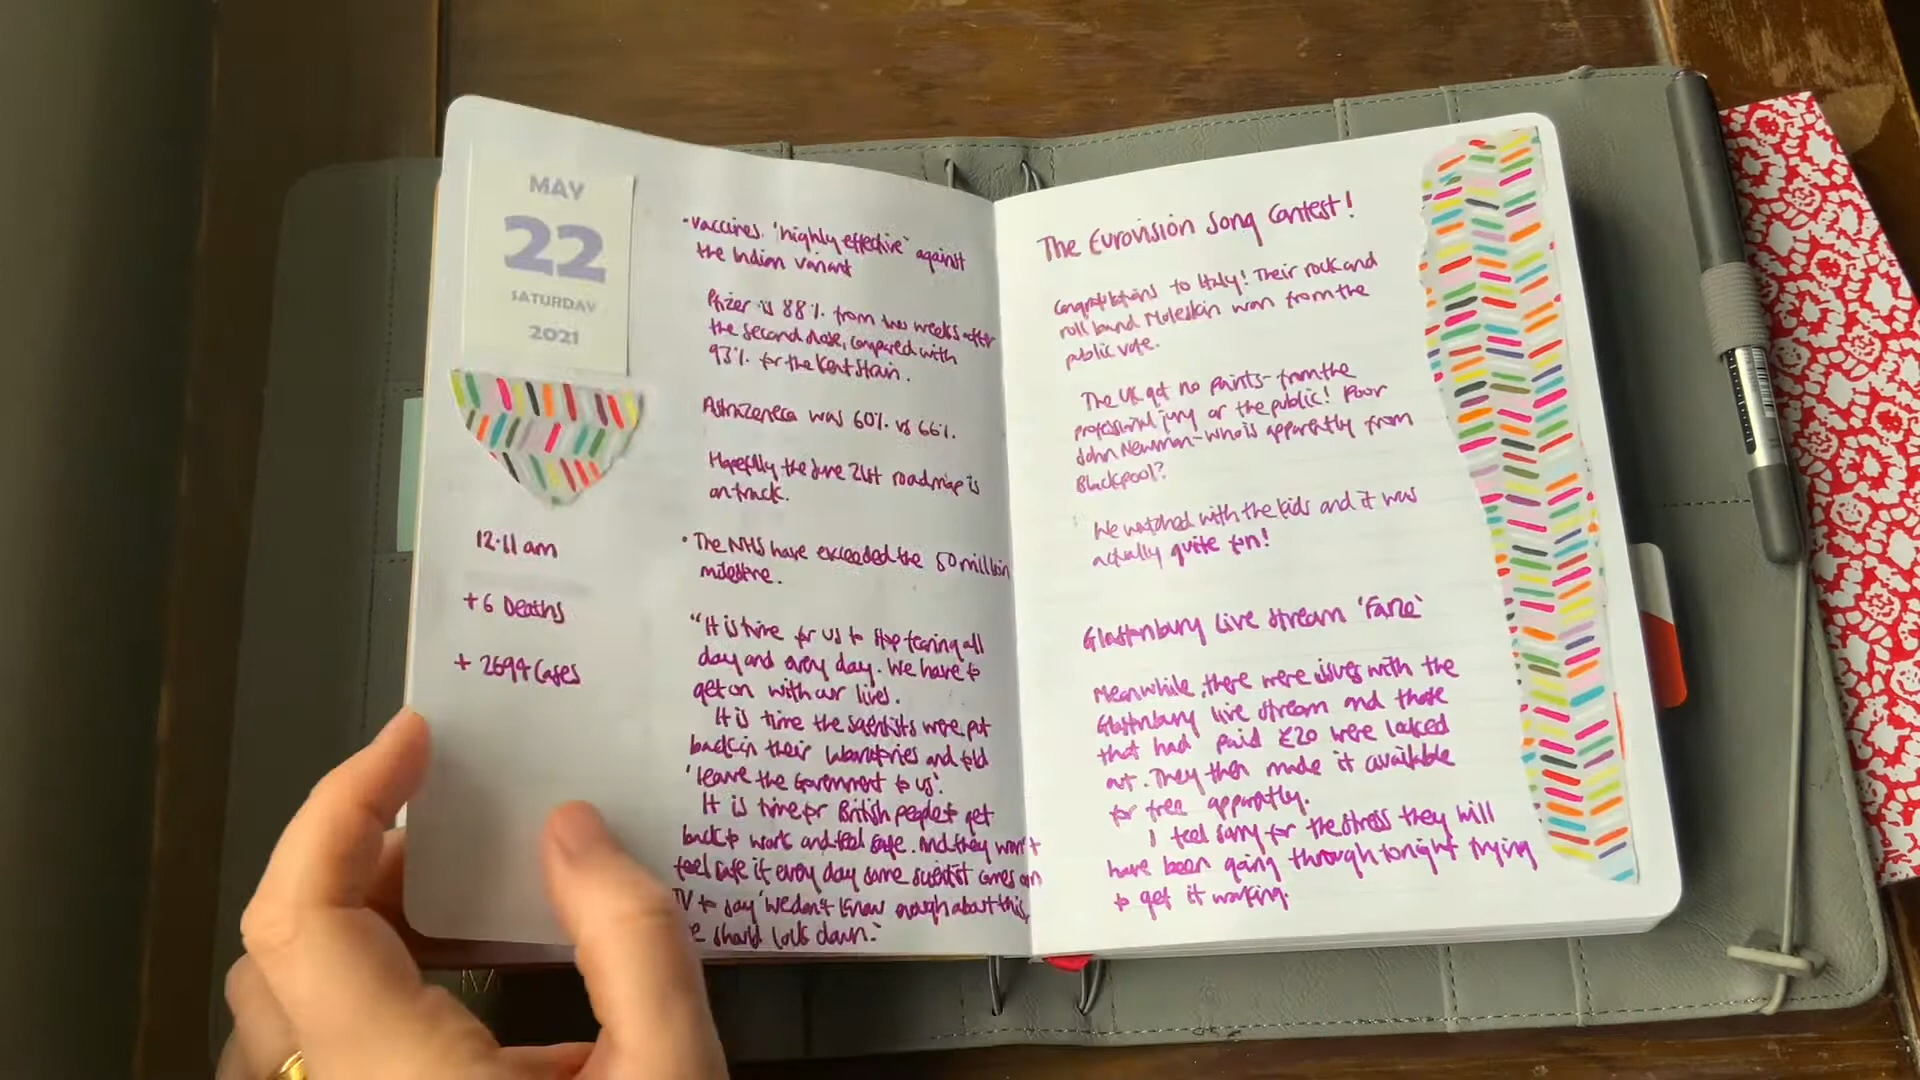 MAY
22
SATURDAY
2021
12.11 am
+6 Deaths
+ 2694 Cases
• Vaccines 'highly effective' against
the Indian variant
Pfizer is 88% from two weeks after
the second dose, compared with
93% for the Kent strain.
AstraZeneca was 60% vs 66%.
Hopefully the June 21st roadmap is
on track.
• The NHS have exceeded the 50 million
milestone.
"It is time for us to stop fearing all
day and every day. We have to
get on with our lives.
It is time the scientists were put
back in their laboratories and told
'leave the Government to us'.
It is time for British people to get
back to work and feel safe. And they won't
feel safe if every day some scientist comes on
TV to say 'we don't know enough about this,
should lock down."
The Eurovision Song Contest!
Congratulations to Italy! Their rock and
roll band Moleskin won from the
public vote.
The UK got no points - from the
professional jury or the public! Poor
John Newman - who is apparently from
Blackpool?
We watched with the kids and it was
actually quite fun!
Glastonbury Live Stream 'Farce'
Meanwhile, there were issues with the
Glastonbury live stream and those
that had paid £20 were locked
out. They then made it available
for free apparently.
I feel sorry for the stress they will
have been going through tonight trying
to get it working.